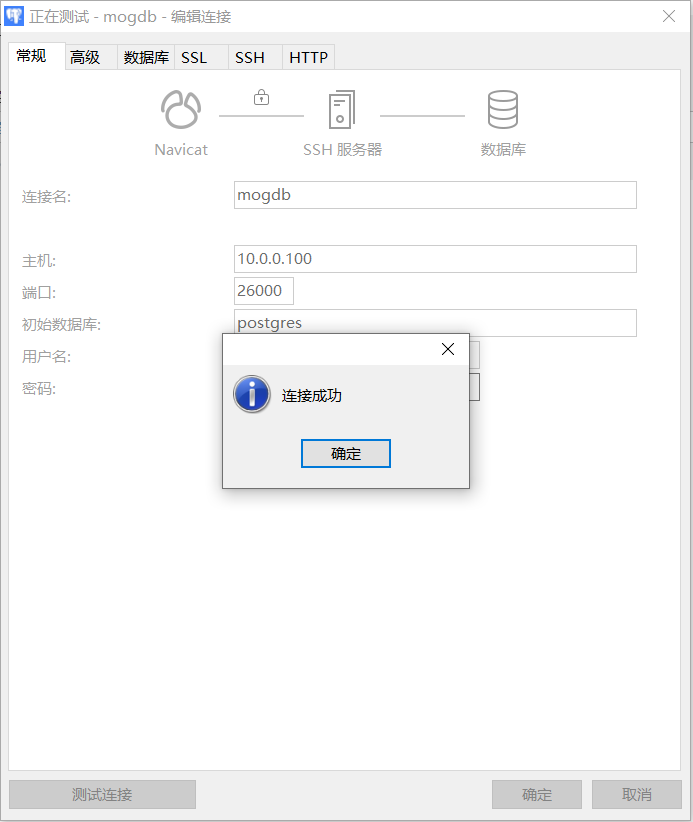 正在测试 - mogdb - 编辑连接
常规 高级 数据库 SSL SSH HTTP
Navicat SSH 服务器 数据库
连接名: mogdb
主机: 10.0.0.100
端口: 26000
初始数据库: postgres
用户名:
密码:
连接成功
确定
测试连接 确定 取消